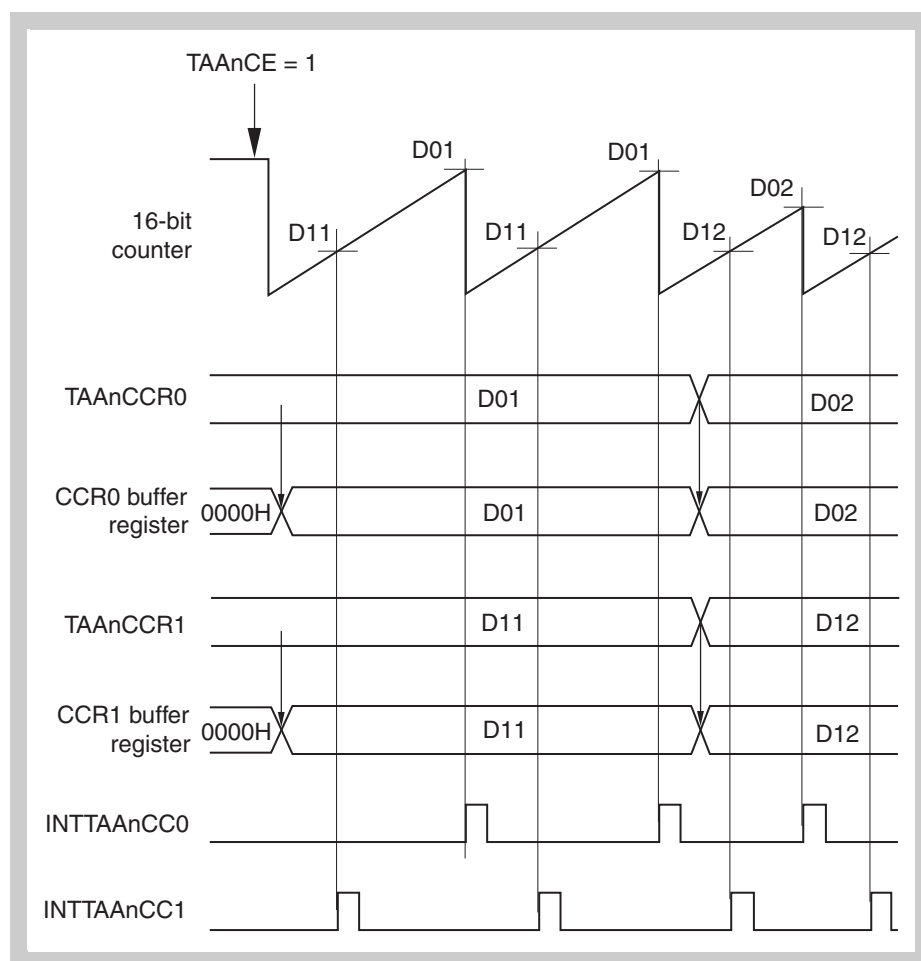 TAAnCE = 1
D01
D01
D02
16-bit
counter
D11
D11
D12
D12
TAAnCCR0
D01
D02
CCR0 buffer
register
0000H
D01
D02
TAAnCCR1
D11
D12
CCR1 buffer
register
0000H
D11
D12
INTTAAnCC0
INTTAAnCC1